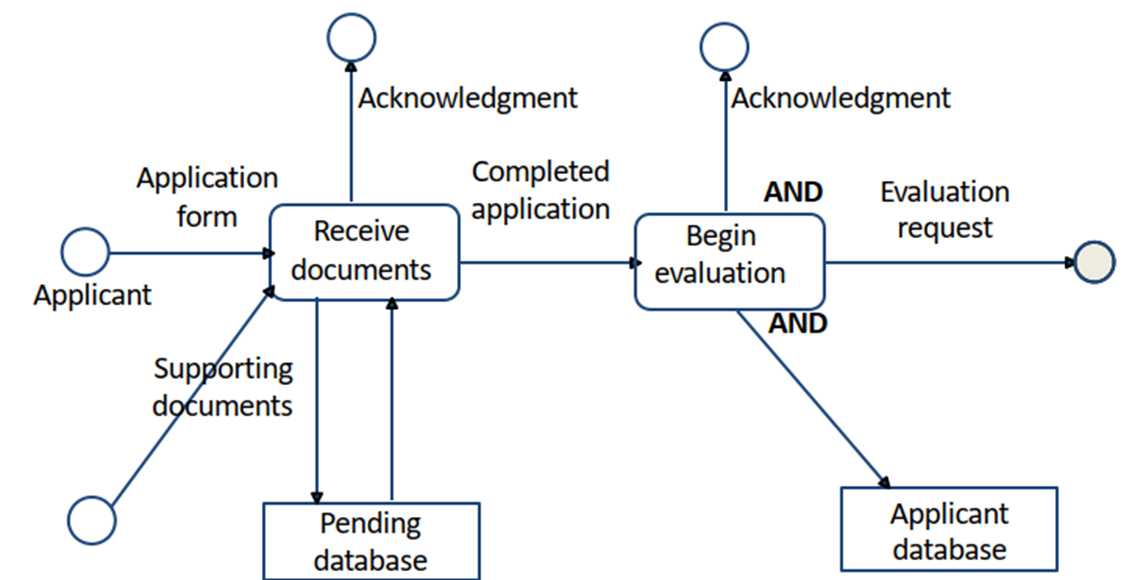 Acknowledgment
Acknowledgment
Application
form
Completed
application
AND
Evaluation
request
Receive
documents
Begin
evaluation
Applicant
AND
Supporting
documents
Pending
database
Applicant
database